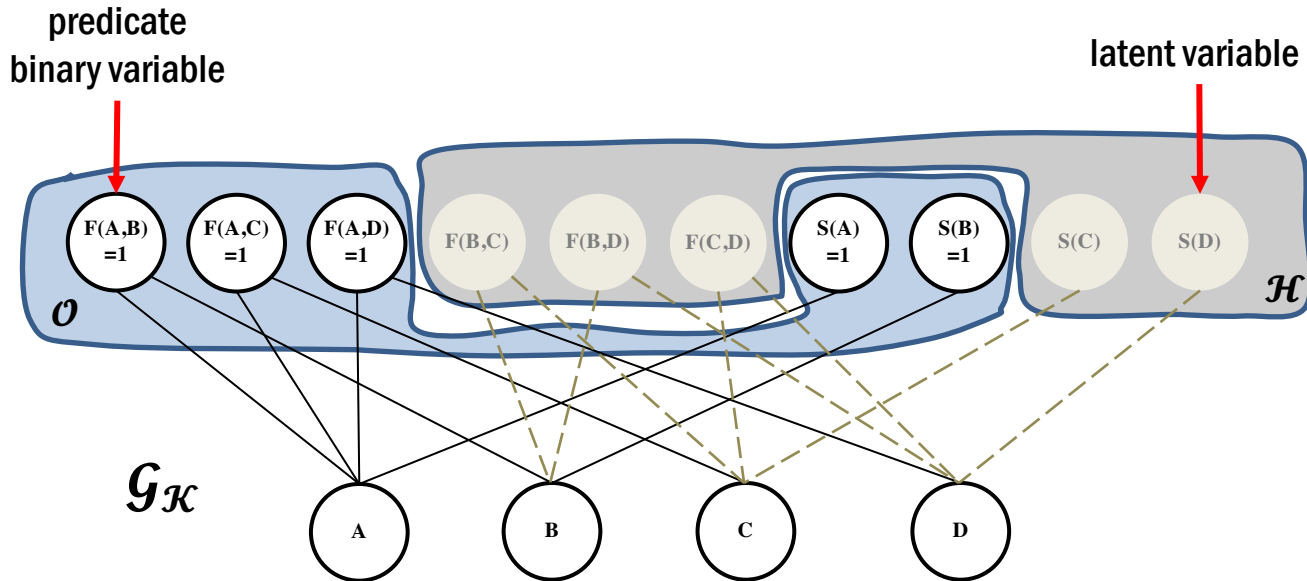 predicate
binary variable
latent variable
F(A,B)
=1
F(A,C)
=1
F(A,D)
=1
F(B,C)
F(B,D)
F(C,D)
S(A)
=1
S(B)
=1
S(C)
S(D)
𝒪
ℋ
𝒢𝒦
A
B
C
D